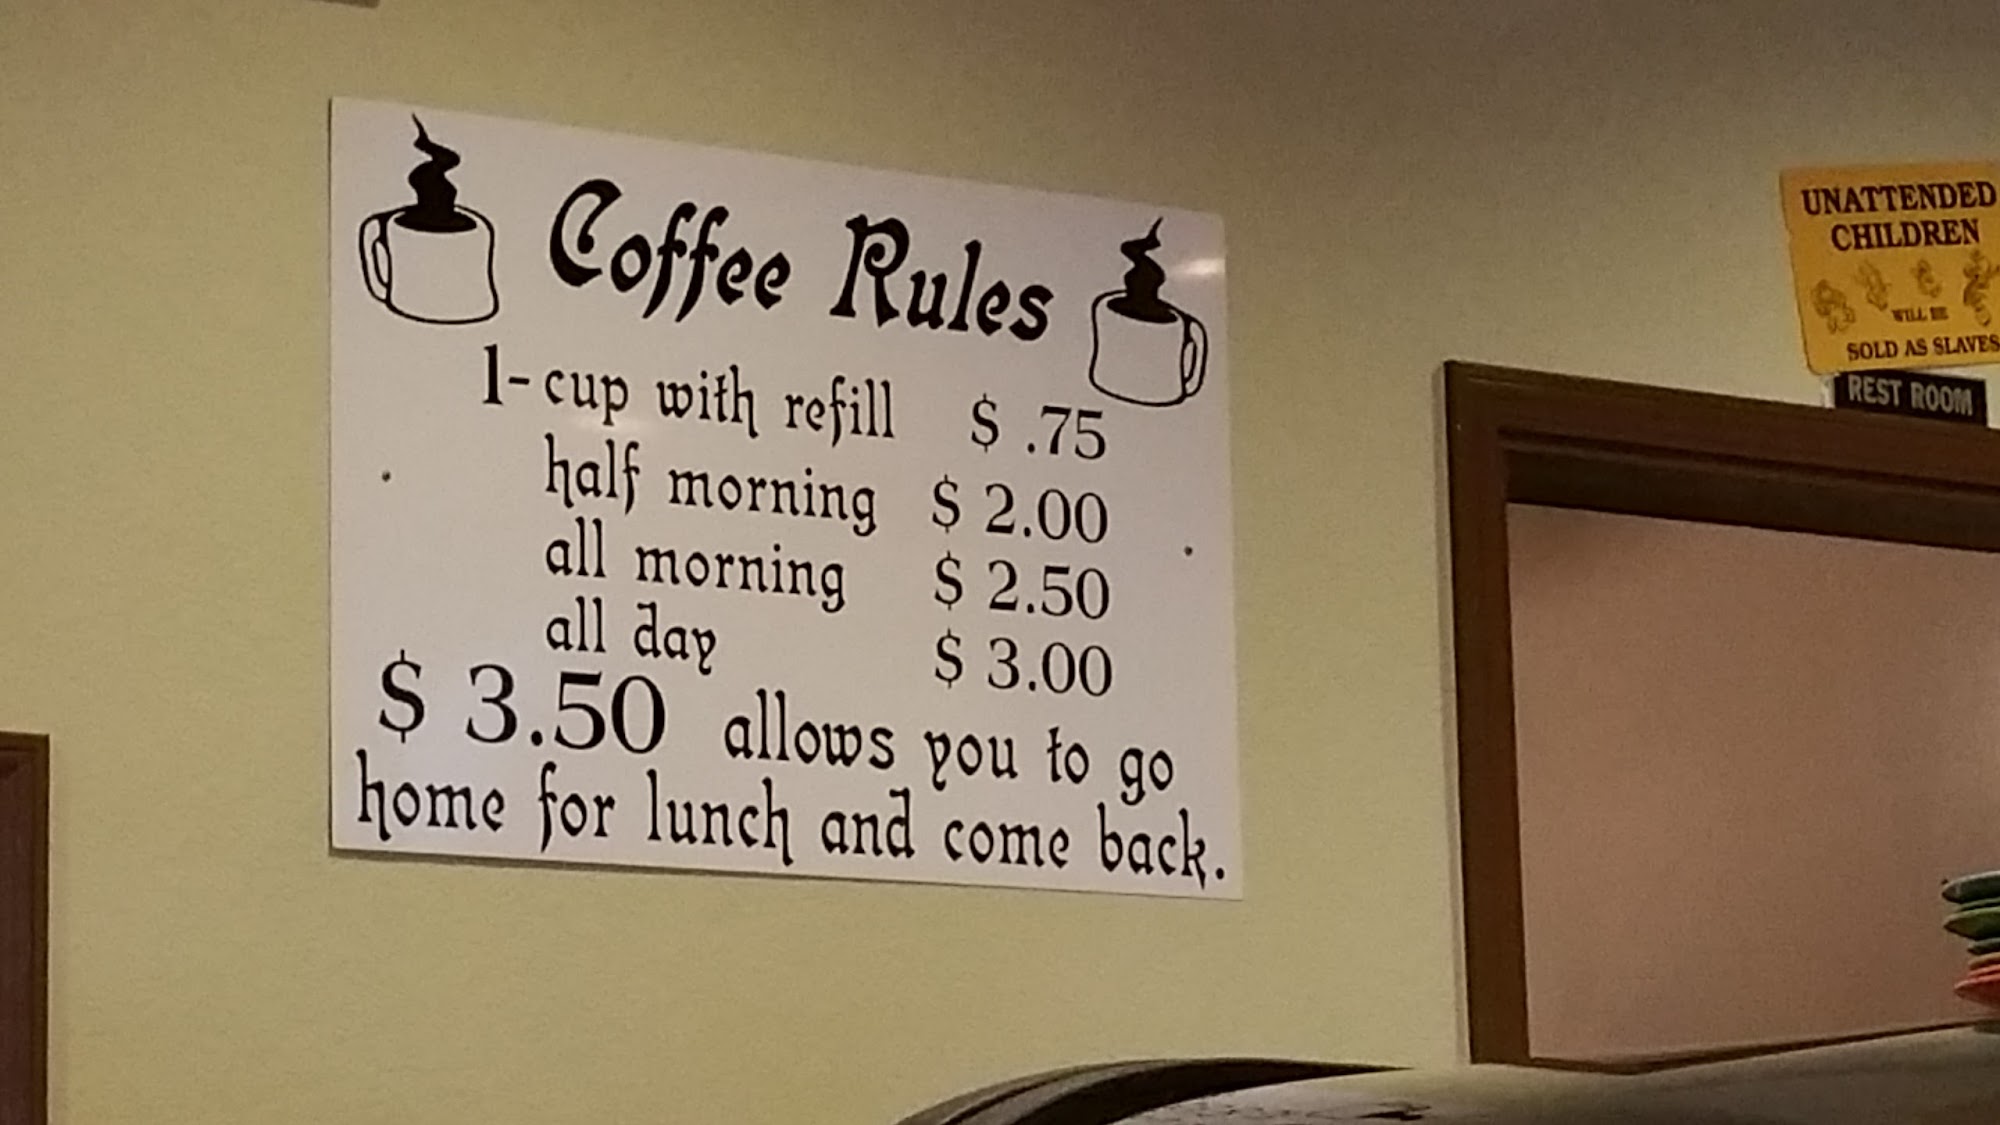 Coffee Rules
1-cup with refill $ .75
half morning $ 2.00
all morning $ 2.50
all day $ 3.00
$ 3.50 allows you to go
home for lunch and come back.
UNATTENDED
CHILDREN
WILL BE
SOLD AS SLAVES
REST ROOM